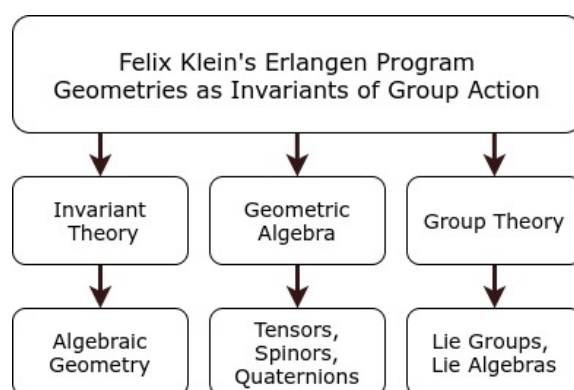 Felix Klein's Erlangen Program
Geometries as Invariants of Group Action
Invariant
Theory
Geometric
Algebra
Group Theory
Algebraic
Geometry
Tensors,
Spinors,
Quaternions
Lie Groups,
Lie Algebras